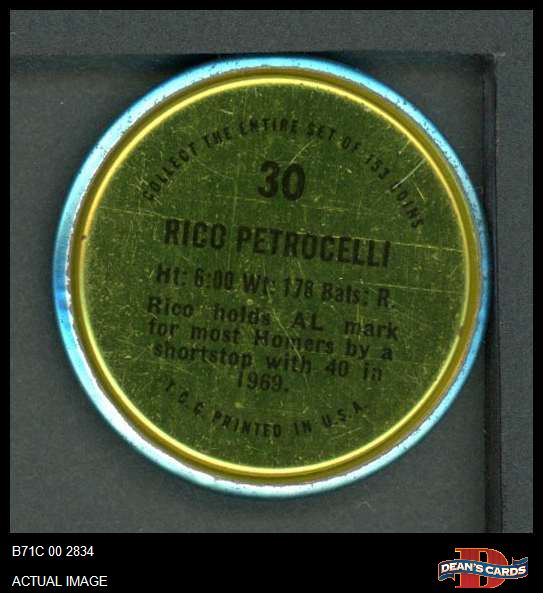 COLLECT THE ENTIRE SET OF 153 COINS
30
RICO PETROCELLI
Ht: 6:00 Wt: 178 Bats: R.
Rico holds AL mark
for most Homers by a
shortstop with 40 in
1969.
T.C.G. PRINTED IN U.S.A.
B71C 00 2834
ACTUAL IMAGE
D
DEAN'S CARDS